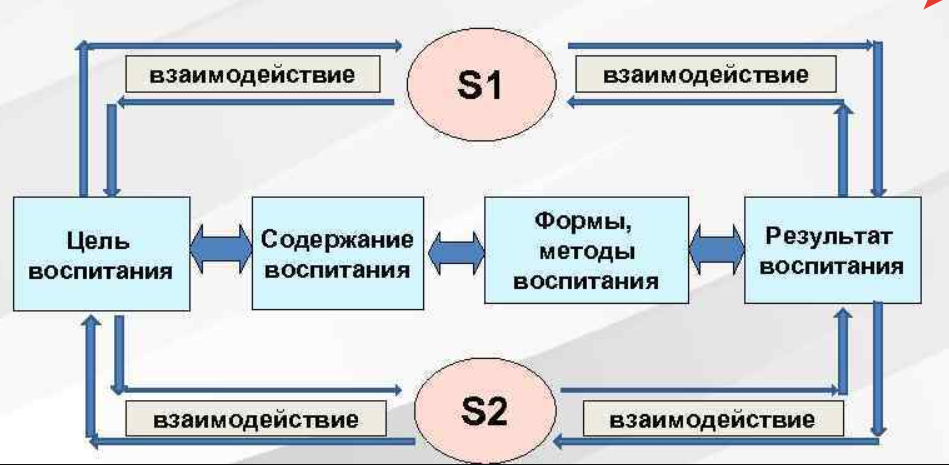 взаимодействие
S1
взаимодействие
Цель
воспитания
Содержание
воспитания
Формы,
методы
воспитания
Результат
воспитания
взаимодействие
S2
взаимодействие